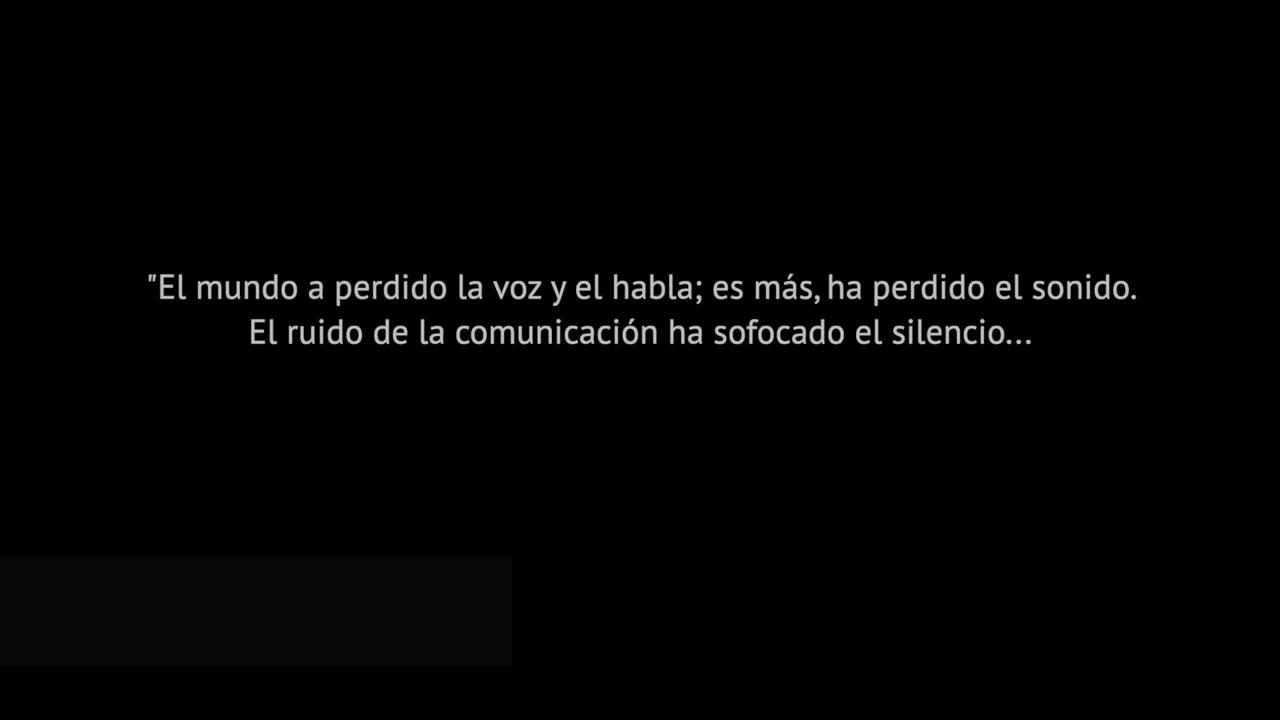 "El mundo a perdido la voz y el habla; es más, ha perdido el sonido.
El ruido de la comunicación ha sofocado el silencio...